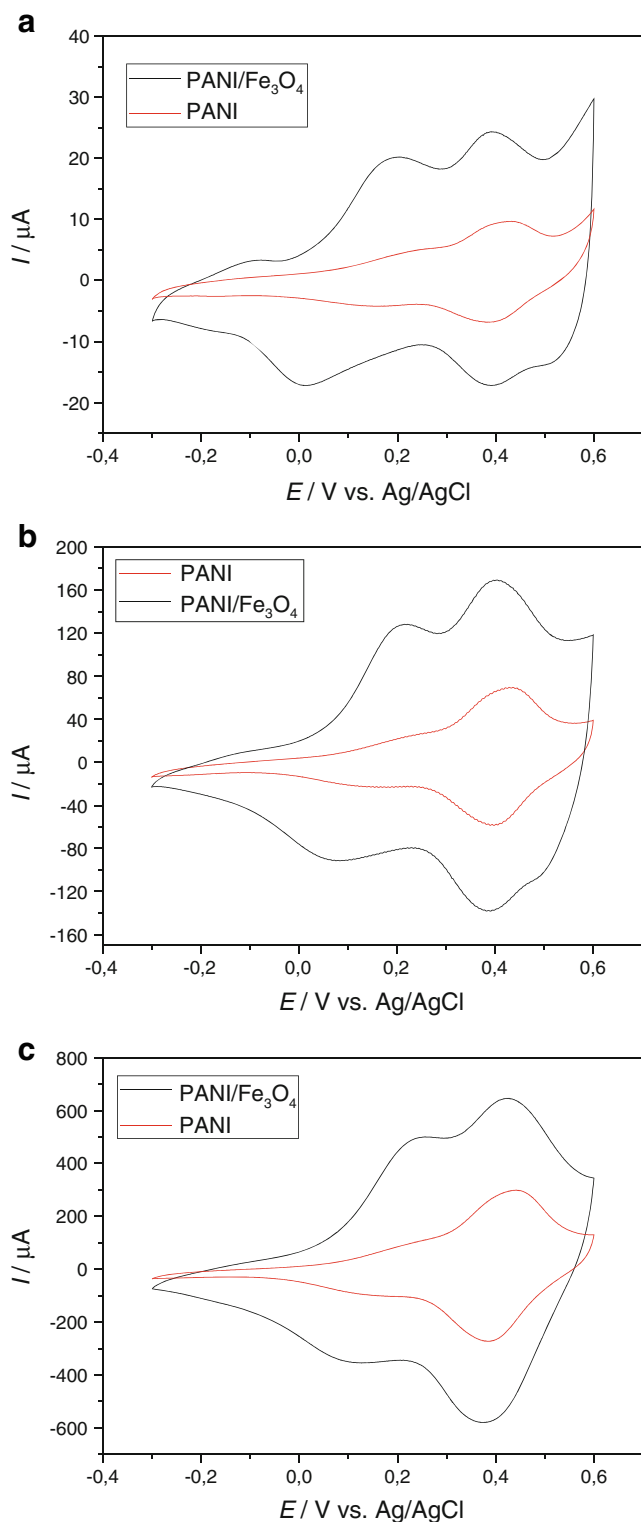 a
40
30
20
10
0
-10
-20
I / µA
PANI/Fe₃O₄
PANI
-0,4 -0,2 0,0 0,2 0,4 0,6
E / V vs. Ag/AgCl
b
200
160
120
80
40
0
-40
-80
-120
-160
I / µA
PANI
PANI/Fe₃O₄
-0,4 -0,2 0,0 0,2 0,4 0,6
E / V vs. Ag/AgCl
c
800
600
400
200
0
-200
-400
-600
I / µA
PANI/Fe₃O₄
PANI
-0,4 -0,2 0,0 0,2 0,4 0,6
E / V vs. Ag/AgCl